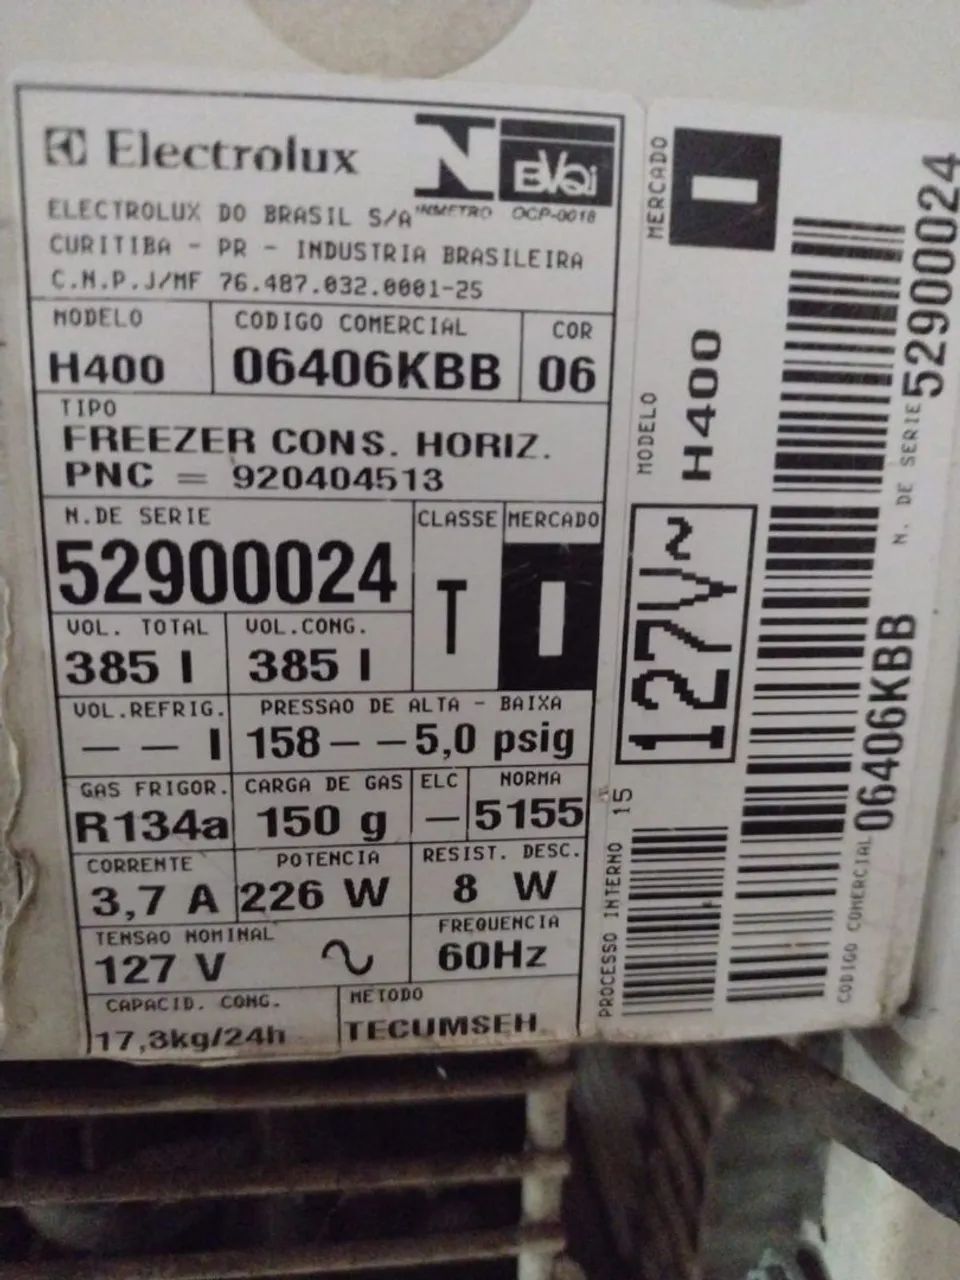 Electrolux
INMETRO BVQi OCP-0018
ELECTROLUX DO BRASIL S/A
CURITIBA - PR - INDUSTRIA BRASILEIRA
C.N.P.J/MF 76.487.032.0001-25
MODELO CODIGO COMERCIAL COR
H400 06406KBB 06
TIPO
FREEZER CONS. HORIZ.
PNC = 920404513
N.DE SERIE CLASSE MERCADO
52900024 T I
VOL. TOTAL VOL.CONG.
385 l 385 l
VOL.REFRIG. PRESSAO DE ALTA - BAIXA
— — l 158 — — 5,0 psig
GAS FRIGOR. CARGA DE GAS ELC NORMA
R134a 150 g — 5155
CORRENTE POTENCIA RESIST. DESC.
3,7 A 226 W 8 W
TENSAO NOMINAL FREQUENCIA
127 V ~ 60Hz
CAPACID. CONG. METODO
17,3kg/24h TECUMSEH
MERCADO I
MODELO H400
127V~
PROCESSO INTERNO 15
N. DE SERIE 52900024
CODIGO COMERCIAL 06406KBB